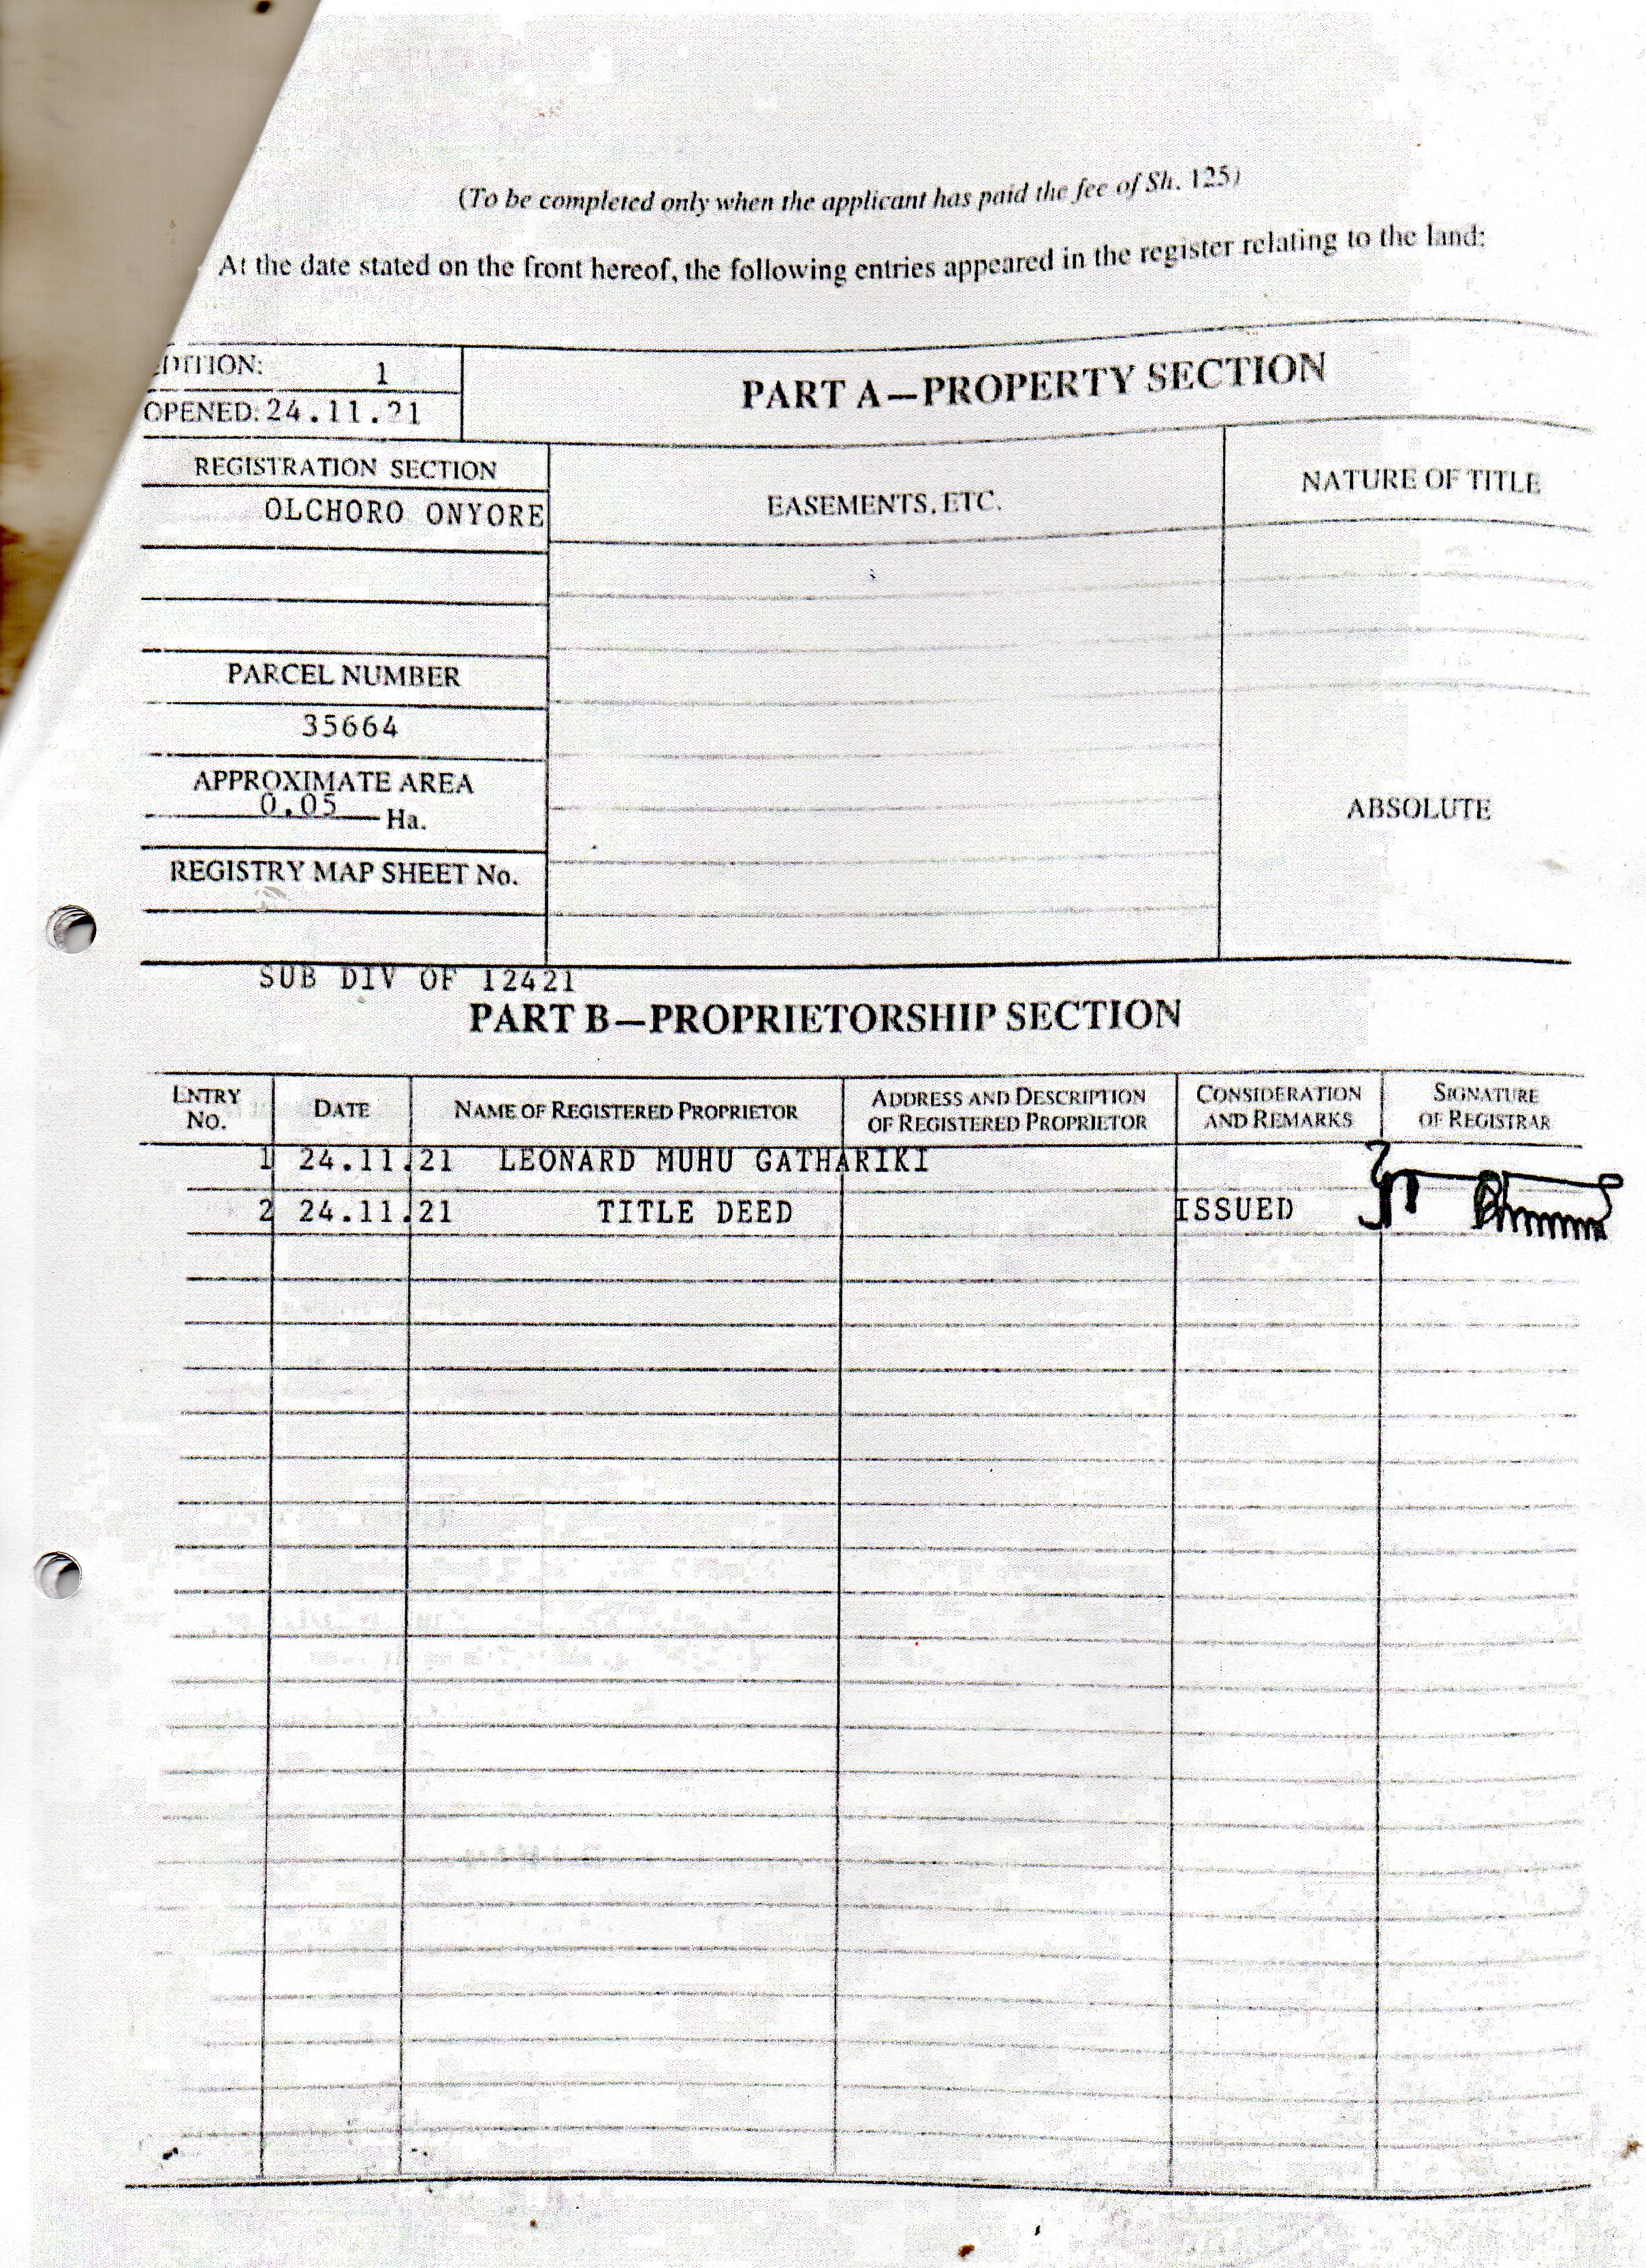 (To be completed only when the applicant has paid the fee of Sh. 125)
At the date stated on the front hereof, the following entries appeared in the register relating to the land:
EDITION: 1
OPENED: 24.11.21
PART A—PROPERTY SECTION
REGISTRATION SECTION
OLCHORO ONYORE
EASEMENTS, ETC.
NATURE OF TITLE
PARCEL NUMBER
35664
APPROXIMATE AREA
0.05 Ha.
ABSOLUTE
REGISTRY MAP SHEET No.
SUB DIV OF 12421
PART B—PROPRIETORSHIP SECTION
ENTRY No. DATE NAME OF REGISTERED PROPRIETOR ADDRESS AND DESCRIPTION OF REGISTERED PROPRIETOR CONSIDERATION AND REMARKS SIGNATURE OF REGISTRAR
1 24.11.21 LEONARD MUHU GATHARIKI
2 24.11.21 TITLE DEED ISSUED